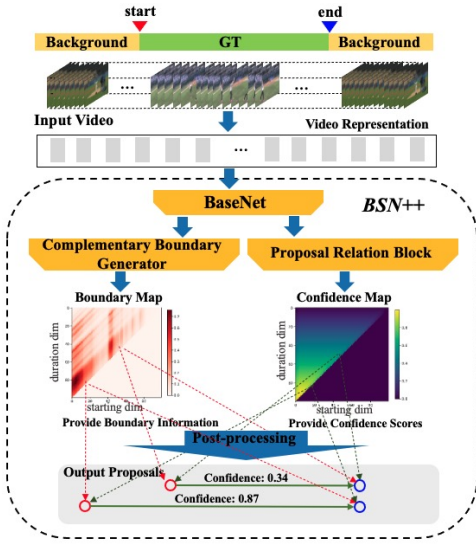 start
end
Background
GT
Background
...
...
Input Video
Video Representation
...
BaseNet
BSN++
Complementary Boundary
Generator
Proposal Relation Block
Boundary Map
Confidence Map
duration dim
starting dim
duration dim
starting dim
Provide Boundary Information
Provide Confidence Scores
Post-processing
Output Proposals
Confidence: 0.34
Confidence: 0.87